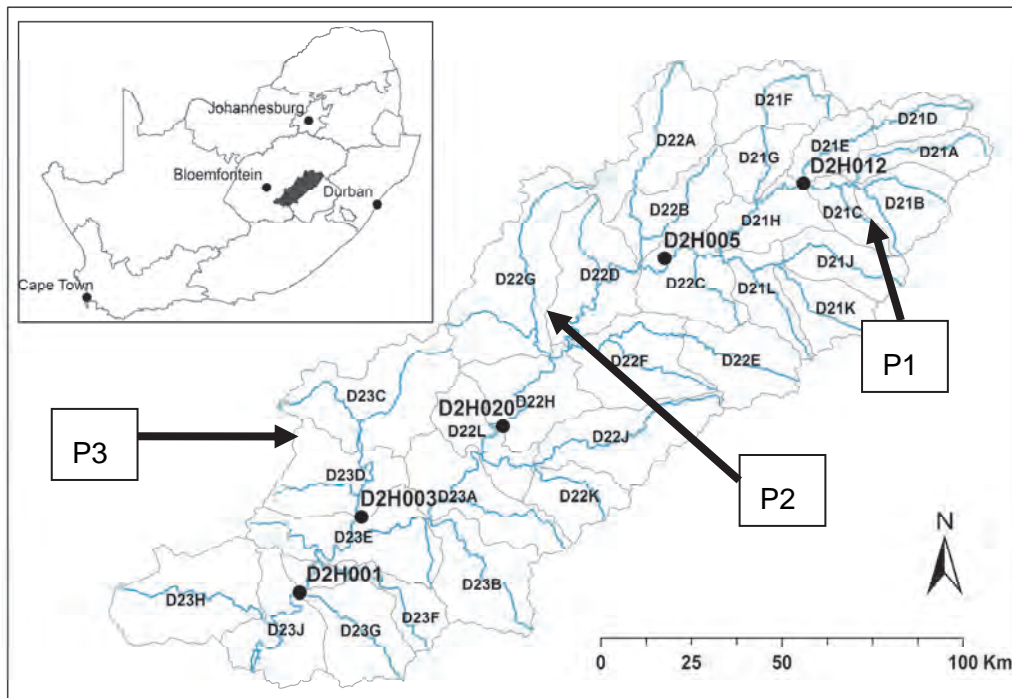 Johannesburg
Bloemfontein
Durban
Cape Town
D21F
D21D
D22A
D21E
D21A
D21G
D2H012
D21B
D21C
D22B
D21H
D2H005
D21J
D22G
D22D
D22C
D21L
D21K
P1
D22F
D22E
D23C
D22H
D2H020
D22L
D22J
P3
D23D
P2
D22K
D23A
D2H003
D23E
N
D2H001
D23B
D23H
D23F
D23J
D23G
0 25 50 100 Km